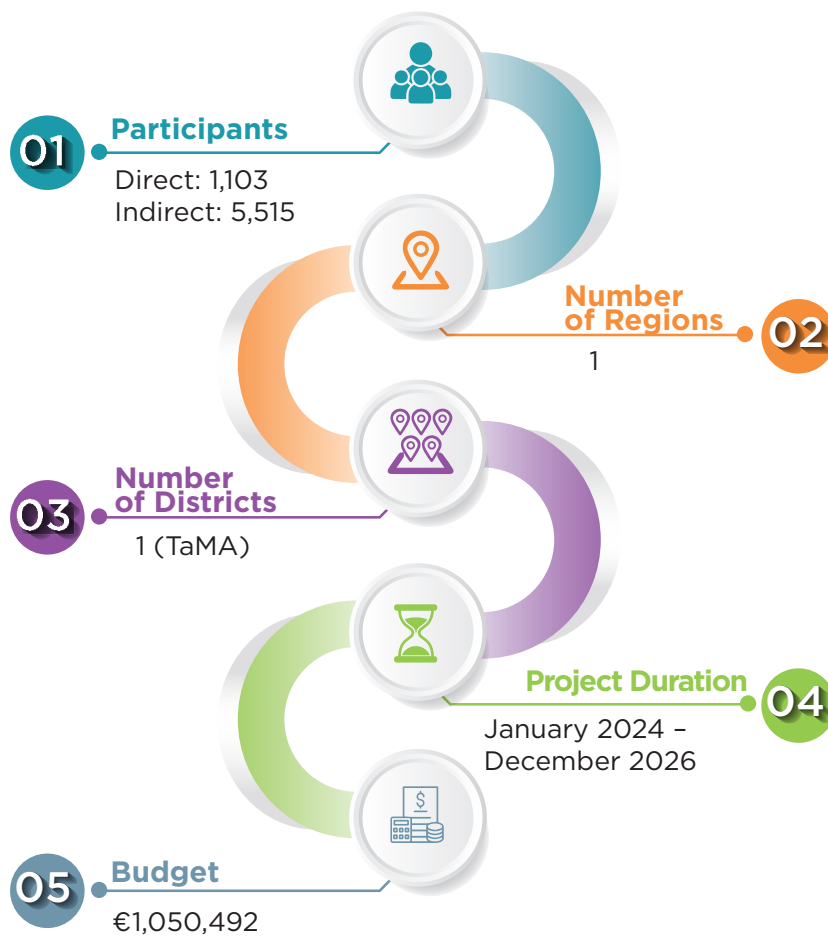 01
Participants
Direct: 1,103
Indirect: 5,515
Number
of Regions
02
1
03
Number
of Districts
1 (TaMA)
Project Duration
04
January 2024 –
December 2026
$
05
Budget
€1,050,492